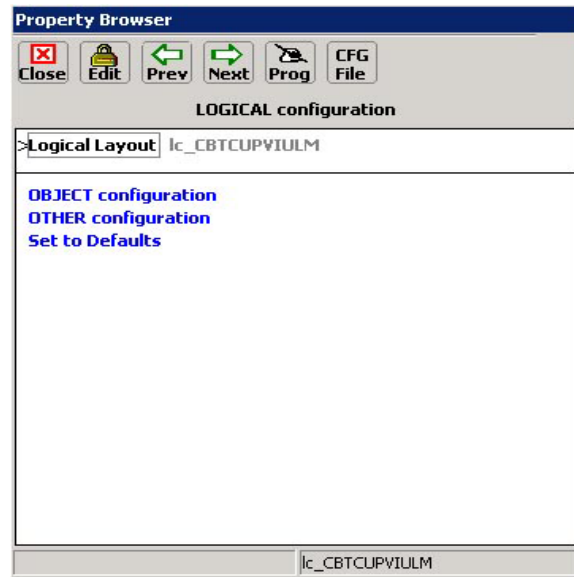 Property Browser
Close Edit Prev Next Prog CFG File
LOGICAL configuration
>Logical Layout lc_CBTCUPVIULM
OBJECT configuration
OTHER configuration
Set to Defaults
lc_CBTCUPVIULM